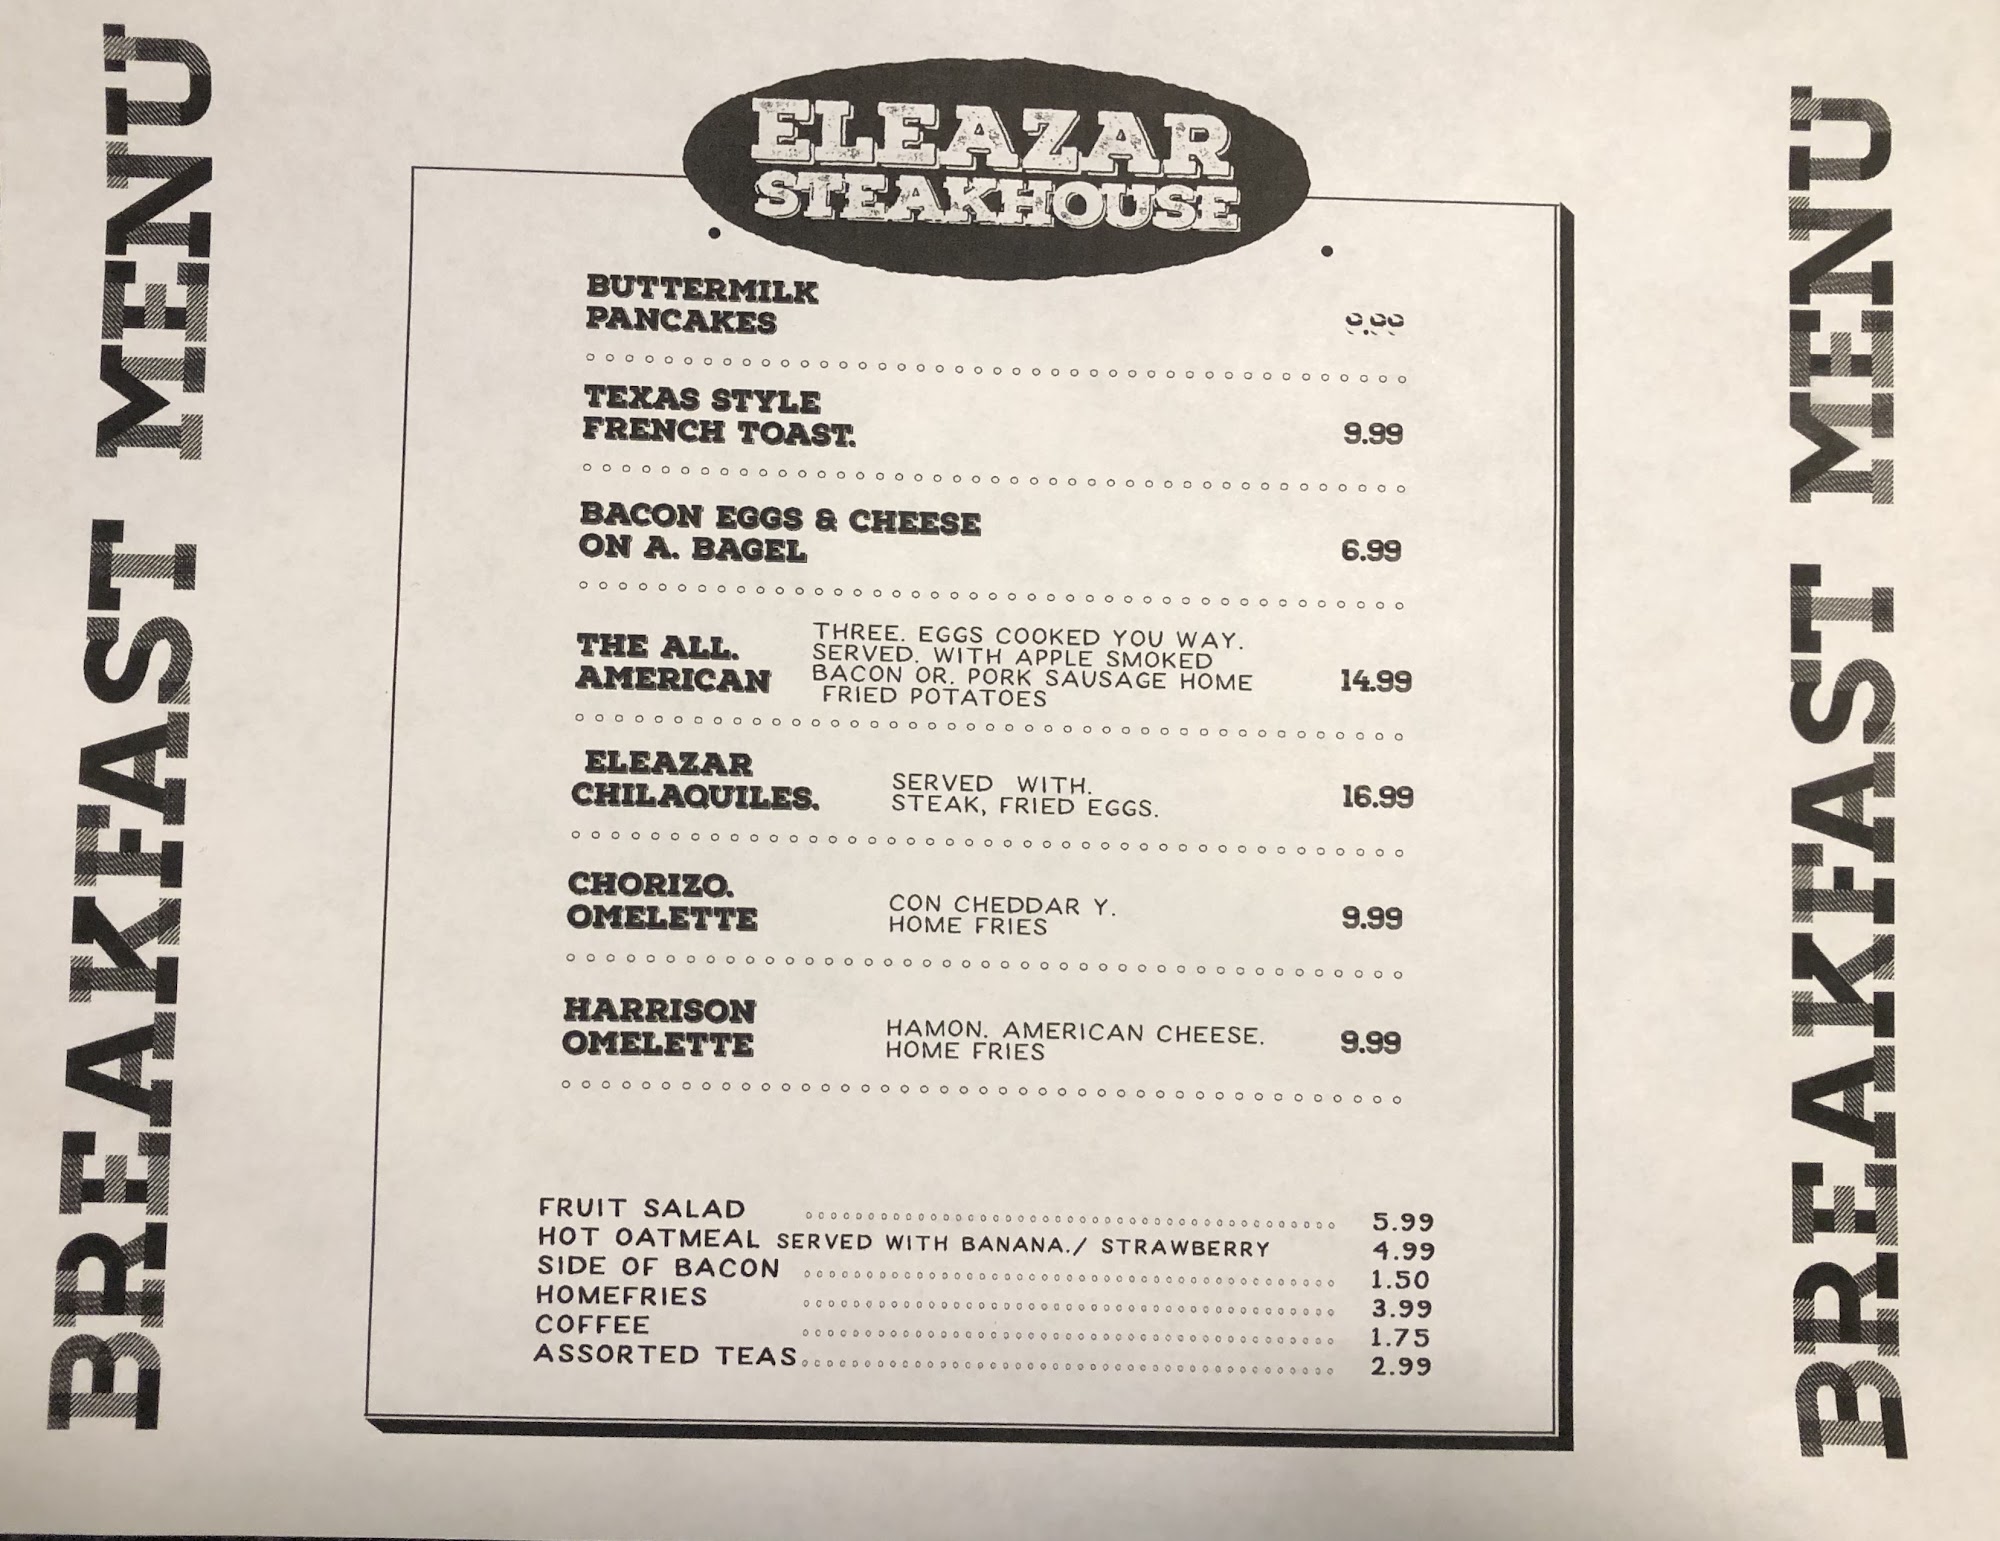 BREAKFAST MENU
ELEAZAR
STEAKHOUSE
BUTTERMILK
PANCAKES
TEXAS STYLE
FRENCH TOAST. 9.99
BACON EGGS & CHEESE
ON A. BAGEL 6.99
THE ALL.
AMERICAN
THREE. EGGS COOKED YOU WAY.
SERVED. WITH APPLE SMOKED
BACON OR. PORK SAUSAGE HOME
FRIED POTATOES
14.99
ELEAZAR
CHILAQUILES.
SERVED WITH.
STEAK, FRIED EGGS.
16.99
CHORIZO.
OMELETTE
CON CHEDDAR Y.
HOME FRIES
9.99
HARRISON
OMELETTE
HAMON. AMERICAN CHEESE.
HOME FRIES
9.99
FRUIT SALAD 5.99
HOT OATMEAL SERVED WITH BANANA./ STRAWBERRY 4.99
SIDE OF BACON 1.50
HOMEFRIES 3.99
COFFEE 1.75
ASSORTED TEAS 2.99
BREAKFAST MENU